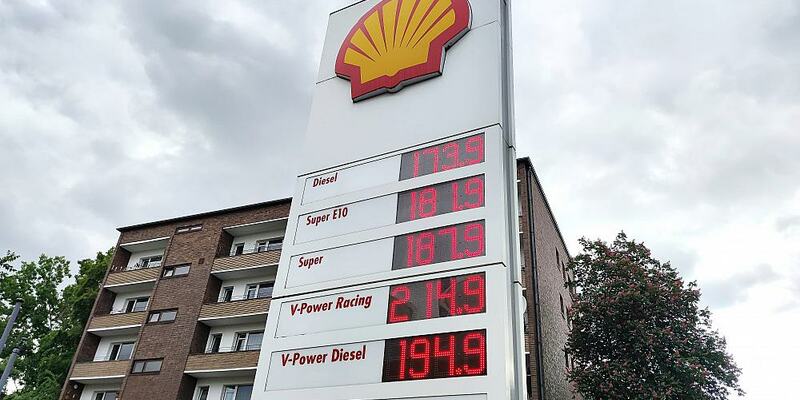 Diesel 173.9
Super E10 181.9
Super 187.9
V-Power Racing 214.9
V-Power Diesel 194.9